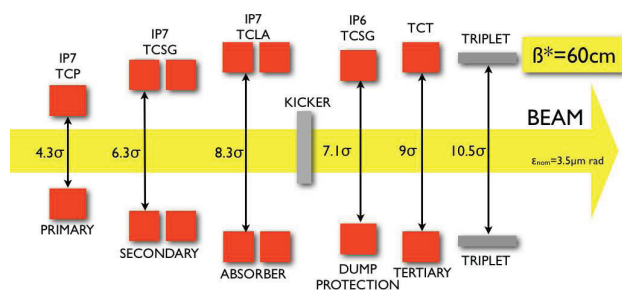 IP7
TCP
IP7
TCSG
IP7
TCLA
IP6
TCSG
TCT
TRIPLET
ß*=60cm
KICKER
BEAM
4.3σ
6.3σ
8.3σ
7.1σ
9σ
10.5σ
εnom=3.5µm rad
PRIMARY
SECONDARY
ABSORBER
DUMP
PROTECTION
TERTIARY
TRIPLET